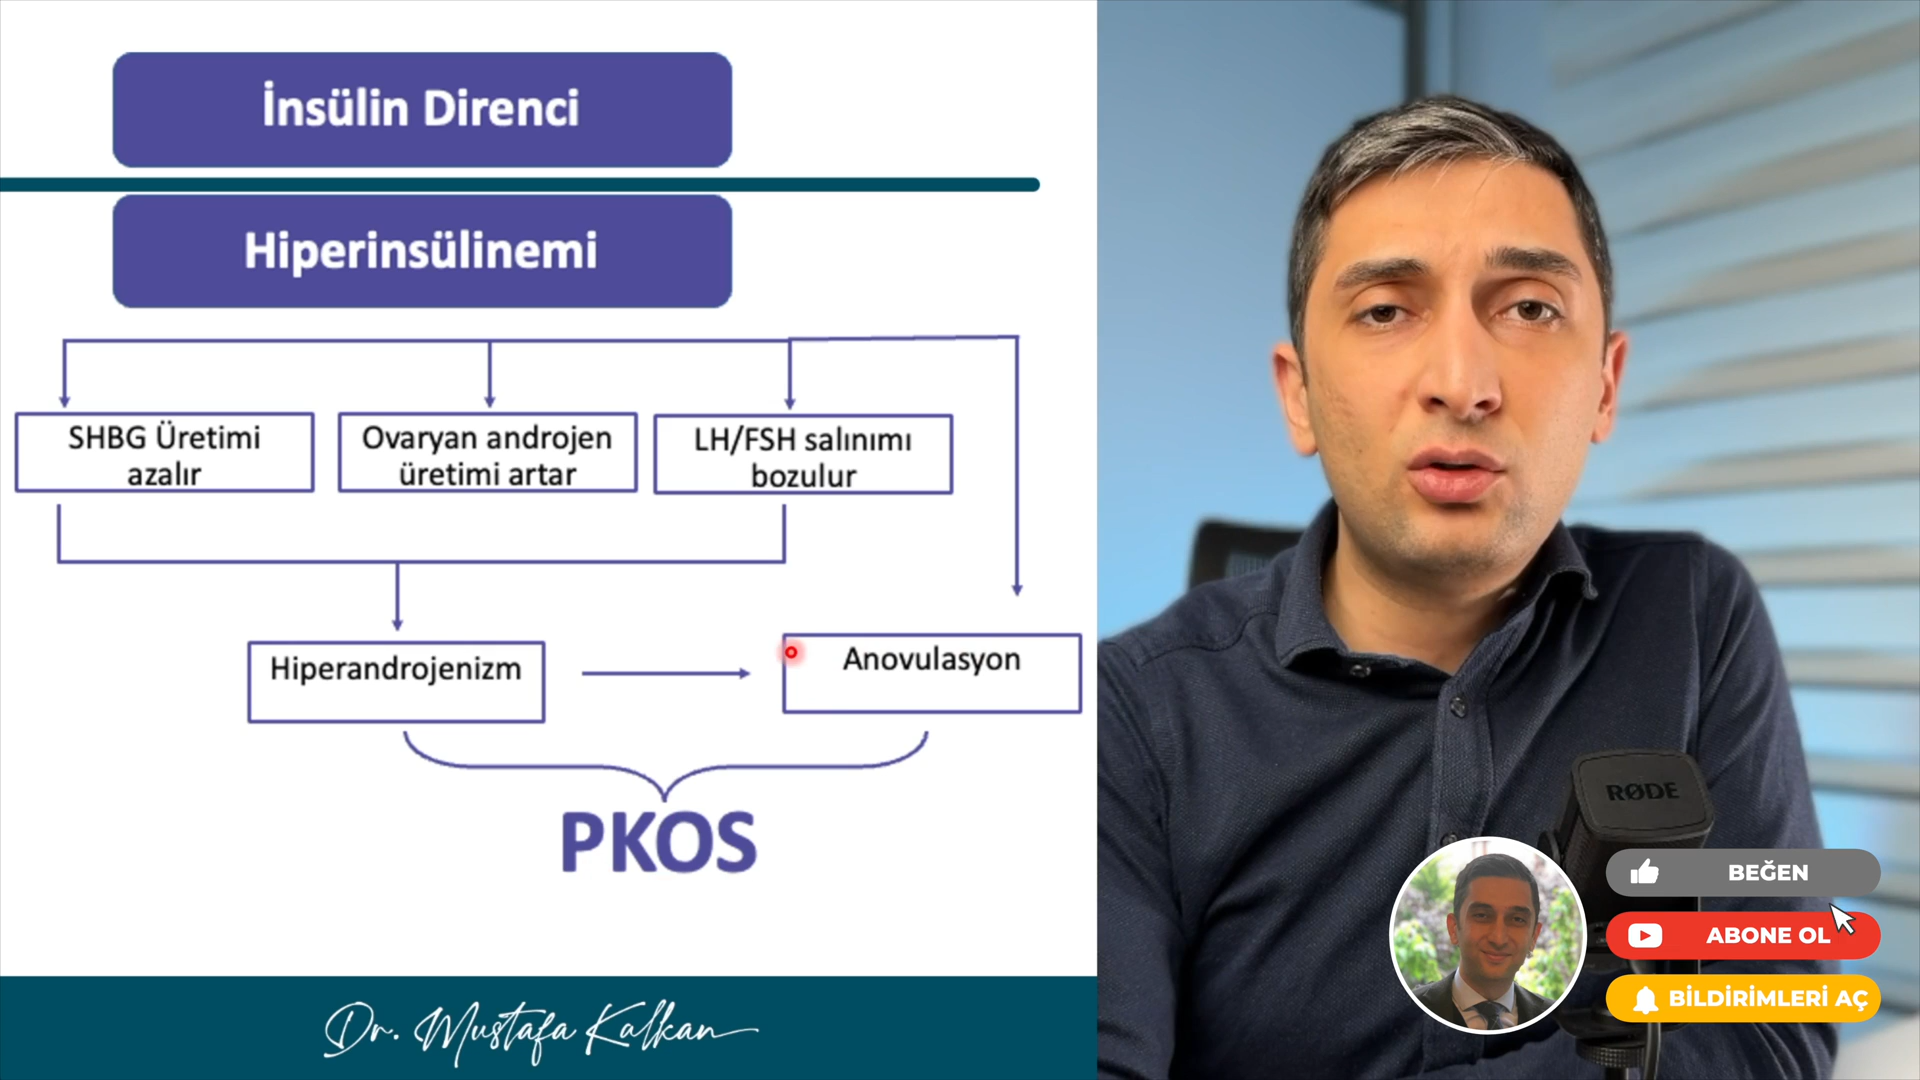 İnsülin Direnci
Hiperinsülinemi
SHBG Üretimi
azalır
Ovaryan androjen
üretimi artar
LH/FSH salınımı
bozulur
Hiperandrojenizm
Anovulasyon
PKOS
Dr. Mustafa Kalkan
RØDE
BEĞEN
ABONE OL
BİLDİRİMLERİ AÇ